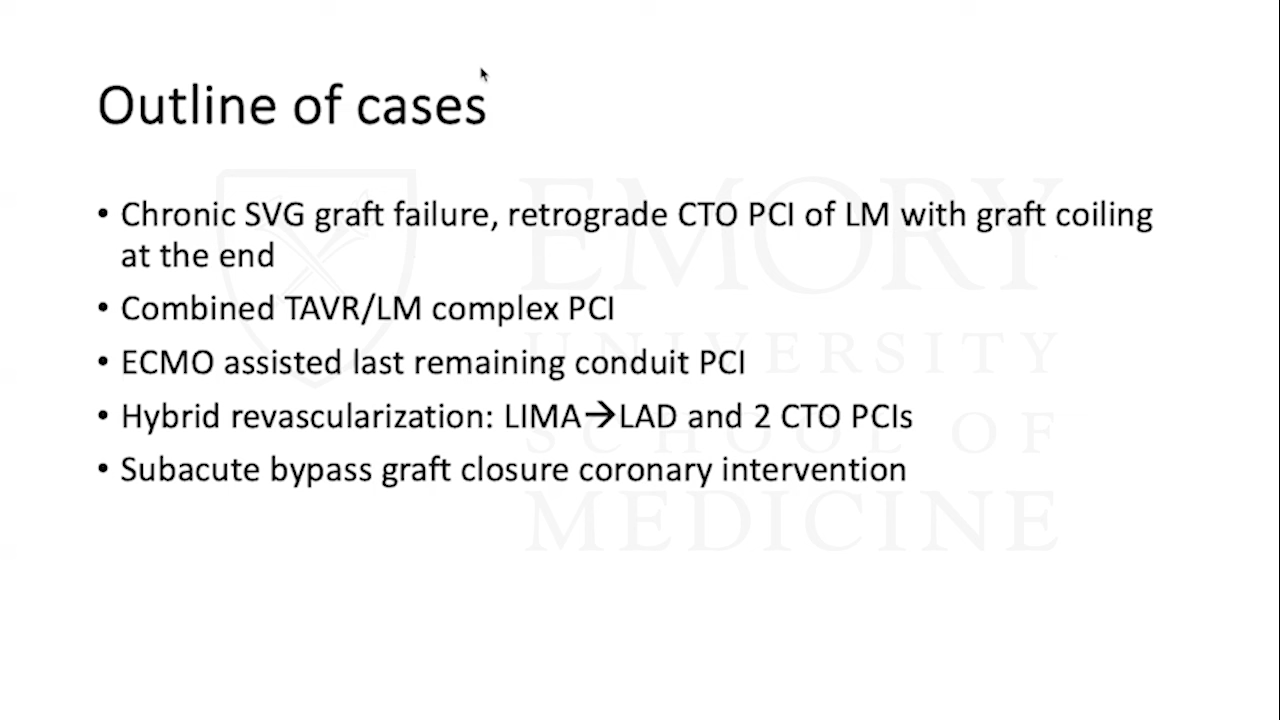 Outline of cases
• Chronic SVG graft failure, retrograde CTO PCI of LM with graft coiling
at the end
• Combined TAVR/LM complex PCI
• ECMO assisted last remaining conduit PCI
• Hybrid revascularization: LIMA→LAD and 2 CTO PCIs
• Subacute bypass graft closure coronary intervention
EMORY
UNIVERSITY
SCHOOL OF
MEDICINE